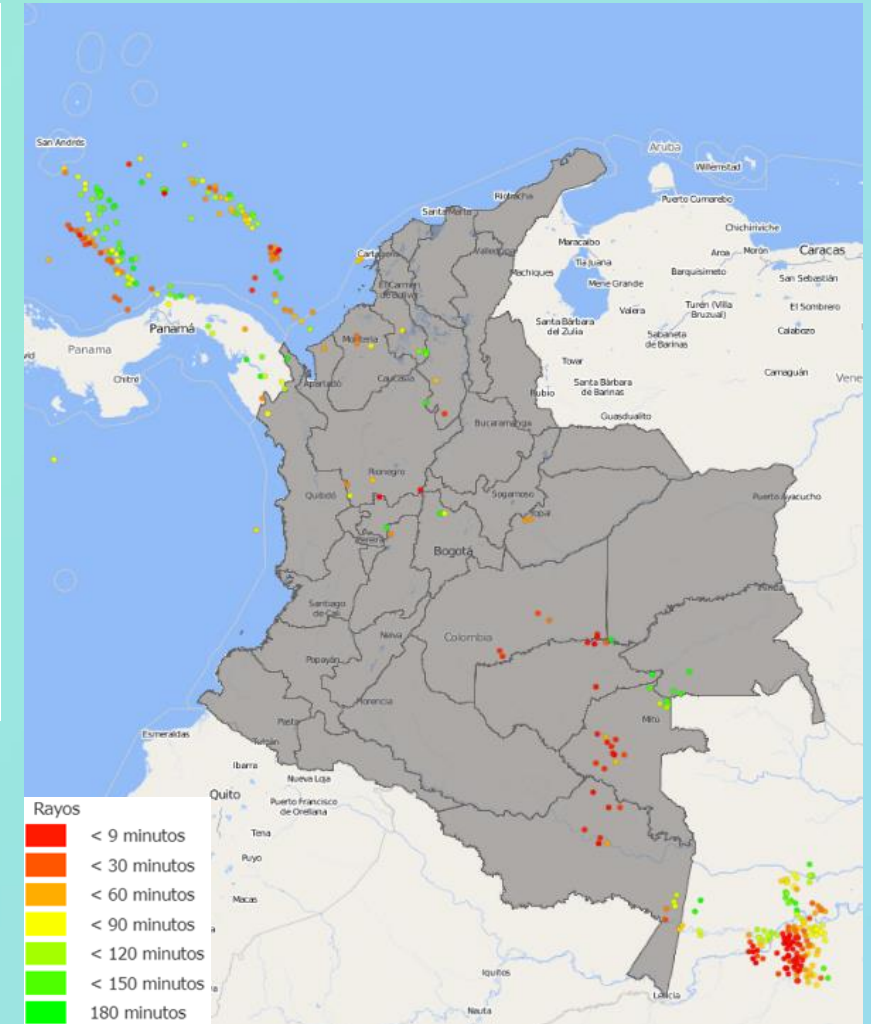 San Andrés
Aruba
Willemstad
Riohacha
Puerto Cumarebo
Santa Marta
Chichiriviche
Maracaibo
Aroa
Morón
Caracas
Tía Juana
Barquisimeto
San Sebastián
Machiques
Mene Grande
El Carmen
de Bolívar
Valera
Turén (Villa
Bruzual)
El Sombrero
Panamá
Santa Bárbara
del Zulia
Sabaneta
de Barinas
Calabozo
Montería
Panama
Tovar
Camaguán
Chitré
Apartadó
Caucasia
Santa Bárbara
de Barinas
Vene
Rubio
Guasdualito
Bucaramanga
Rionegro
Quibdó
Sogamoso
Puerto Ayacucho
Yopal
Pereira
Bogotá
Inírida
Santiago
de Cali
Neiva
Colombia
Popayán
Florencia
Mitú
Pasto
Esmeraldas
Tulcán
Ibarra
Nueva Loja
Quito
Puerto Francisco
de Orellana
Tena
Puyo
Macas
Iquitos
Leticia
Nauta
Rayos
< 9 minutos
< 30 minutos
< 60 minutos
< 90 minutos
< 120 minutos
< 150 minutos
180 minutos